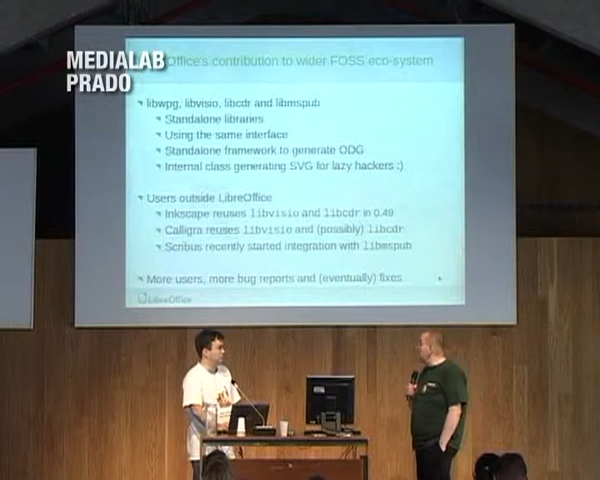 MEDIALAB
PRADO
Office's contribution to wider FOSS eco-system
libwpg, libvisio, libcdr and libmspub
Standalone libraries
Using the same interface
Standalone framework to generate ODG
Internal class generating SVG for lazy hackers :)
Users outside LibreOffice
Inkscape reuses libvisio and libcdr in 0.49
Calligra reuses libvisio and (possibly) libcdr
Scribus recently started integration with libmspub
More users, more bug reports and (eventually) fixes
LibreOffice